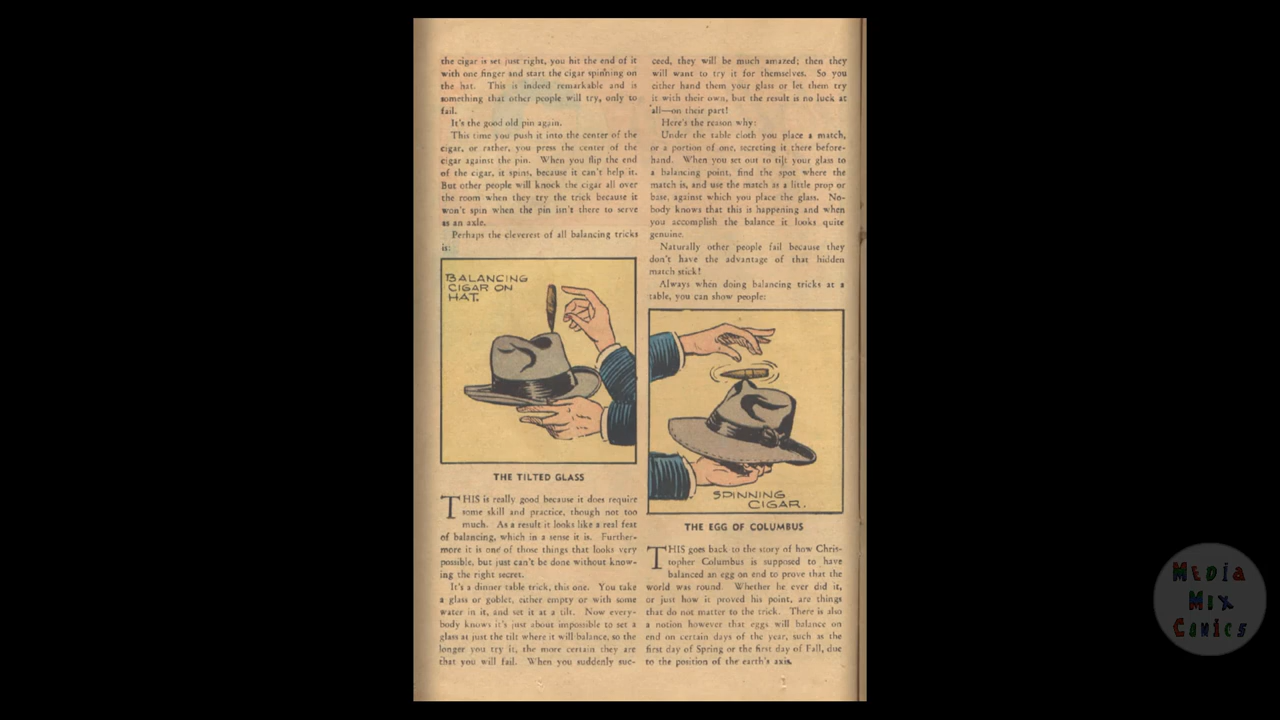 the cigar is set just right, you hit the end of it
with one finger and start the cigar spinning on
the hat. This is indeed remarkable and is
something that other people will try, only to
fail.
It's the good old pin again.
This time you push it into the center of the
cigar, or rather, you press the center of the
cigar against the pin. When you flip the end
of the cigar, it spins, because it can't help it.
But other people will knock the cigar all over
the room when they try the trick because it
won't spin when the pin isn't there to serve
as an axle.
Perhaps the cleverest of all balancing tricks
is:
BALANCING
CIGAR ON
HAT.
THE TILTED GLASS
THIS is really good because it does require
some skill and practice, though not too
much. As a result it looks like a real feat
of balancing, which in a sense it is. Further-
more it is one of those things that looks very
possible, but just can't be done without know-
ing the right secret.
It's a dinner table trick, this one. You take
a glass or goblet, either empty or with some
water in it, and set it at a tilt. Now every-
body knows it's just about impossible to set a
glass at just the tilt where it will balance, so the
longer you try it, the more certain they are
that you will fail. When you suddenly suc-
ceed, they will be much amazed; then they
will want to try it for themselves. So you
either hand them your glass or let them try
it with their own, but the result is no luck at
all—on their part!
Here's the reason why:
Under the table cloth you place a match,
or a portion of one, secreting it there before-
hand. When you set out to tilt your glass to
a balancing point, find the spot where the
match is, and use the match as a little prop or
base, against which you place the glass. No-
body knows that this is happening and when
you accomplish the balance it looks quite
genuine.
Naturally other people fail because they
don't have the advantage of that hidden
match stick!
Always when doing balancing tricks at a
table, you can show people:
SPINNING
CIGAR.
THE EGG OF COLUMBUS
THIS goes back to the story of how Chris-
topher Columbus is supposed to have
balanced an egg on end to prove that the
world was round. Whether he ever did it,
or just how it proved his point, are things
that do not matter to the trick. There is also
a notion however that eggs will balance on
end on certain days of the year, such as the
first day of Spring or the first day of Fall, due
to the position of the earth's axis.
Media
Mix
Comics